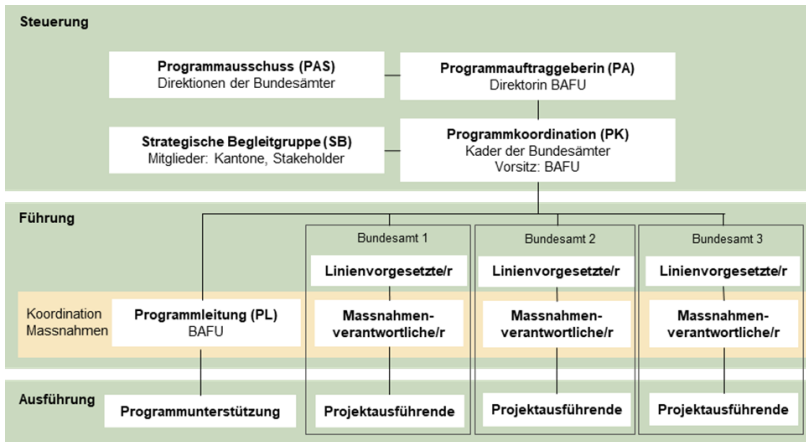 Steuerung
Programmausschuss (PAS)
Direktionen der Bundesämter
Programmauftraggeberin (PA)
Direktorin BAFU
Strategische Begleitgruppe (SB)
Mitglieder: Kantone, Stakeholder
Programmkoordination (PK)
Kader der Bundesämter
Vorsitz: BAFU
Führung
Bundesamt 1
Bundesamt 2
Bundesamt 3
Linienvorgesetzte/r
Linienvorgesetzte/r
Linienvorgesetzte/r
Koordination
Massnahmen
Programmleitung (PL)
BAFU
Massnahmen-
verantwortliche/r
Massnahmen-
verantwortliche/r
Massnahmen-
verantwortliche/r
Ausführung
Programmunterstützung
Projektausführende
Projektausführende
Projektausführende